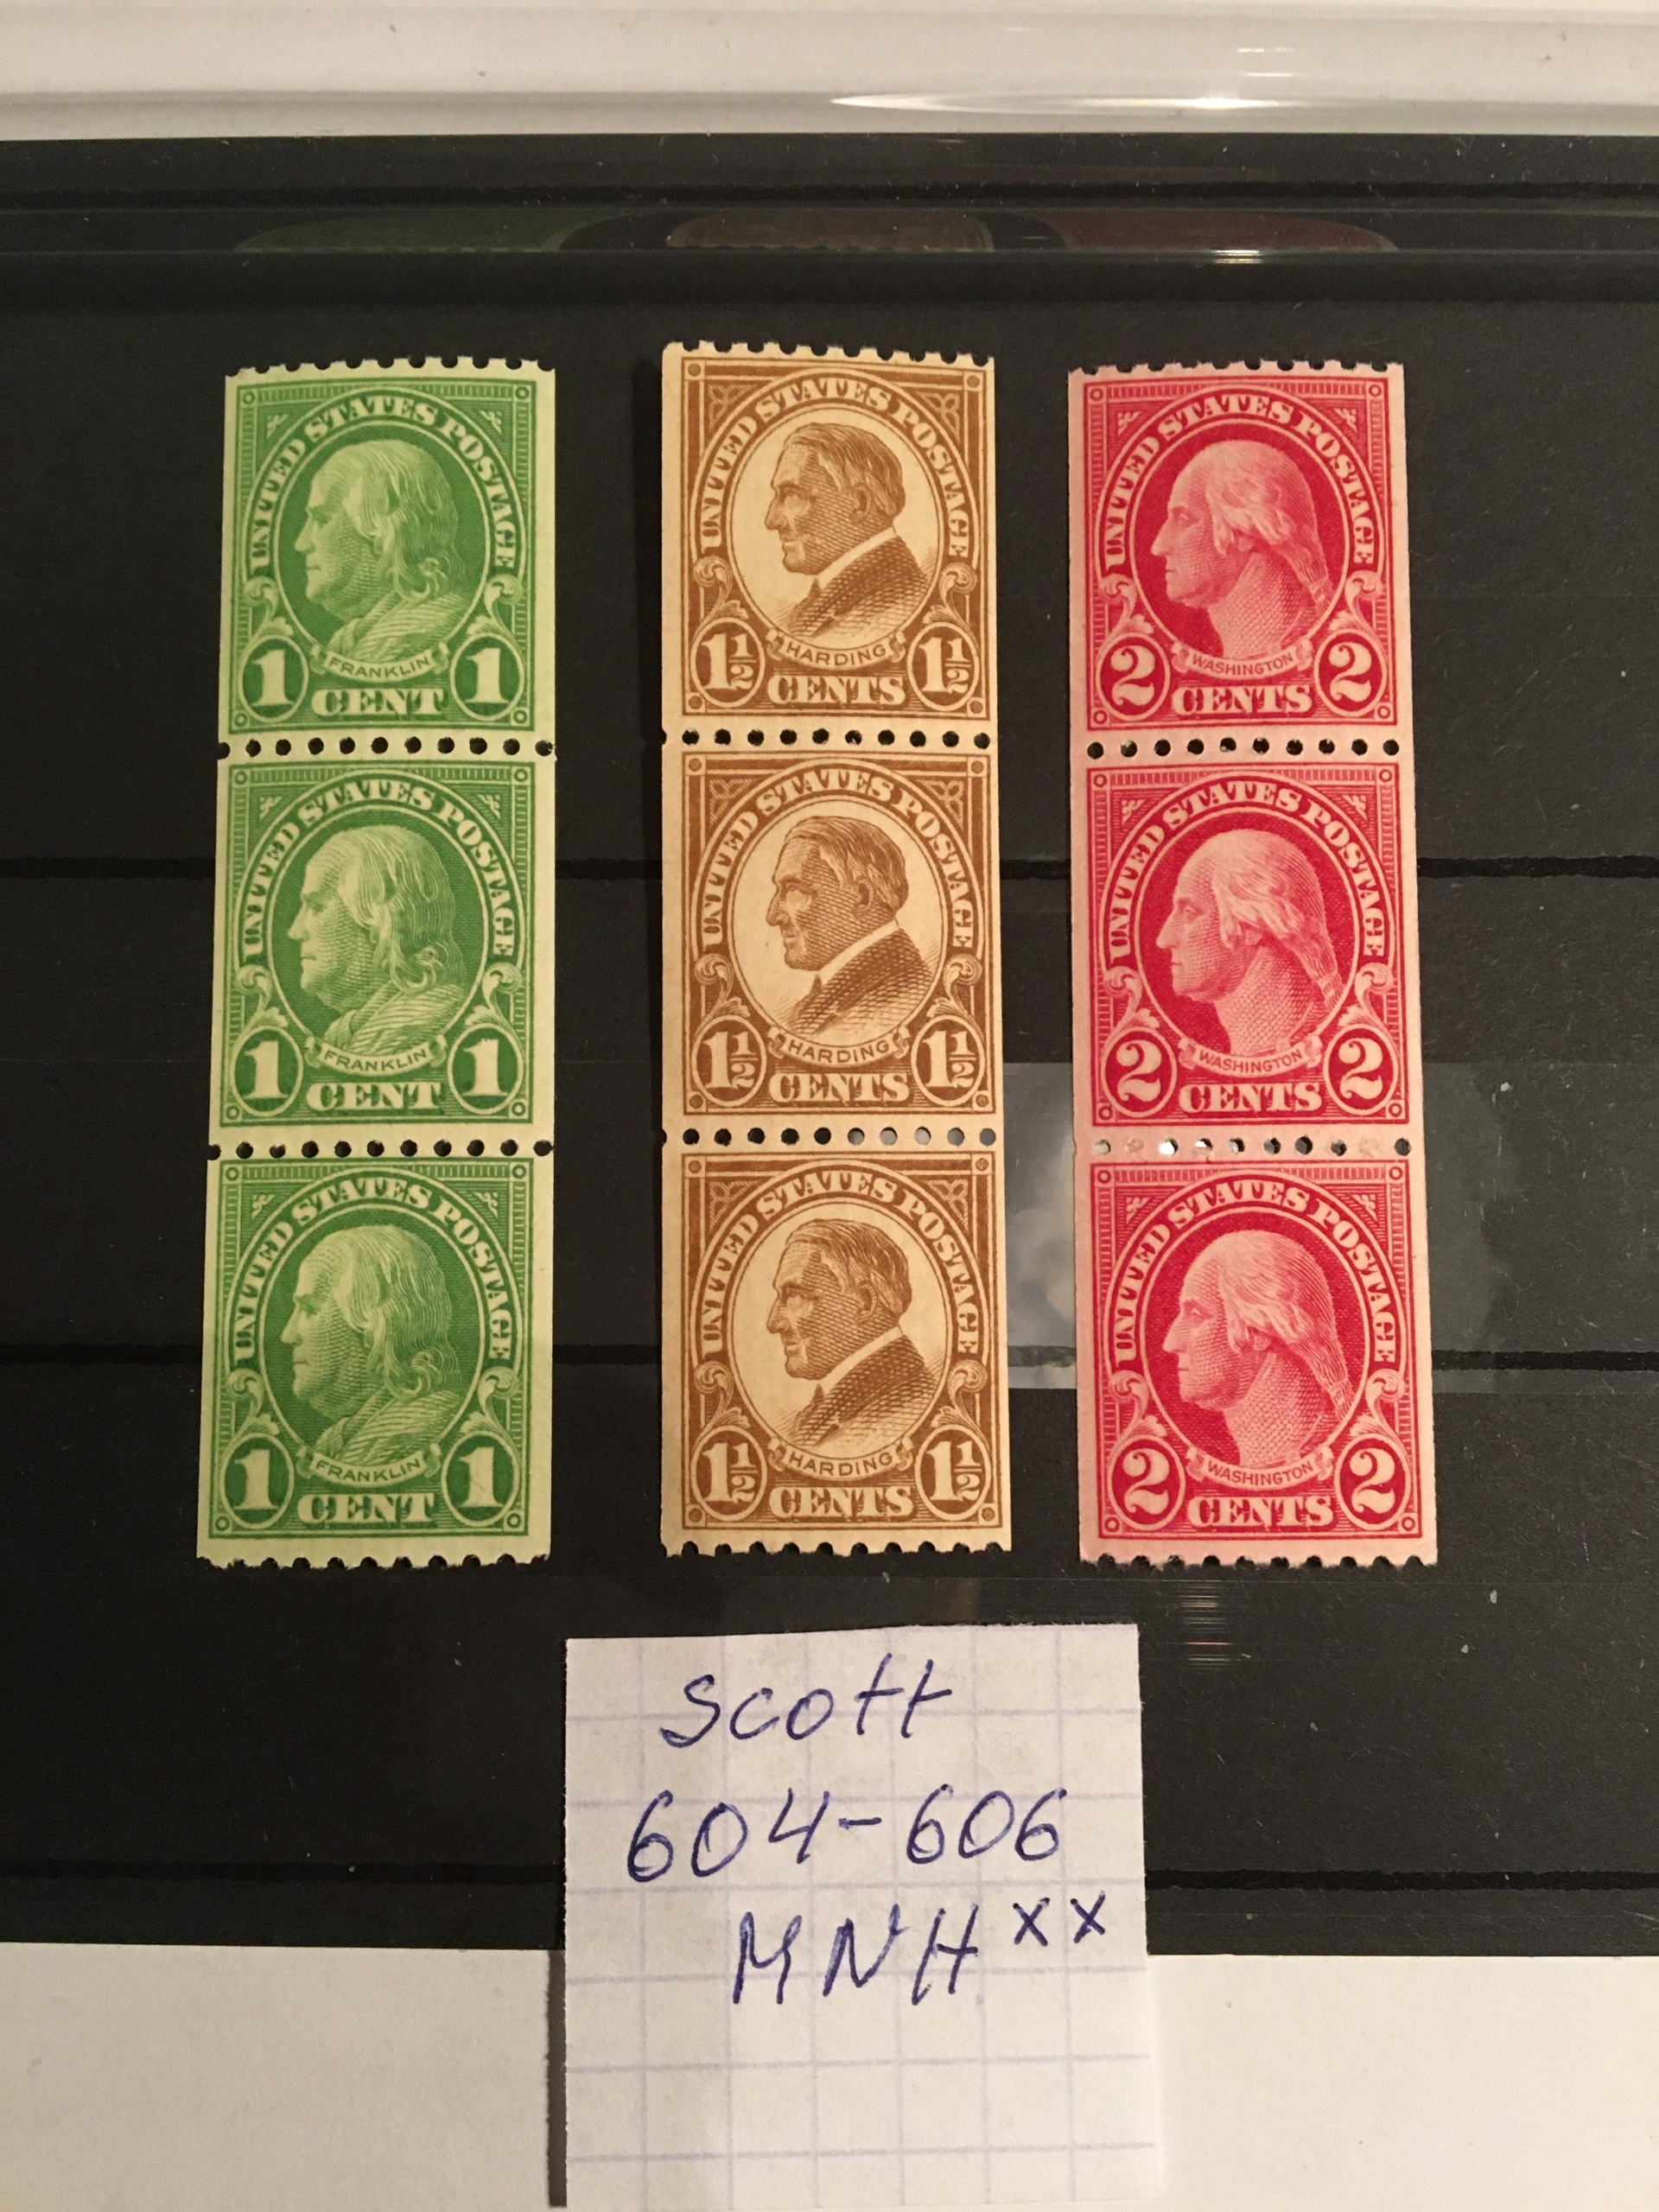 UNITED STATES POSTAGE
FRANKLIN
1 CENT 1
UNITED STATES POSTAGE
FRANKLIN
1 CENT 1
UNITED STATES POSTAGE
FRANKLIN
1 CENT 1
UNITED STATES POSTAGE
HARDING
1½ CENTS 1½
UNITED STATES POSTAGE
HARDING
1½ CENTS 1½
UNITED STATES POSTAGE
HARDING
1½ CENTS 1½
UNITED STATES POSTAGE
WASHINGTON
2 CENTS 2
UNITED STATES POSTAGE
WASHINGTON
2 CENTS 2
UNITED STATES POSTAGE
WASHINGTON
2 CENTS 2
Scott
604-606
MNH xx